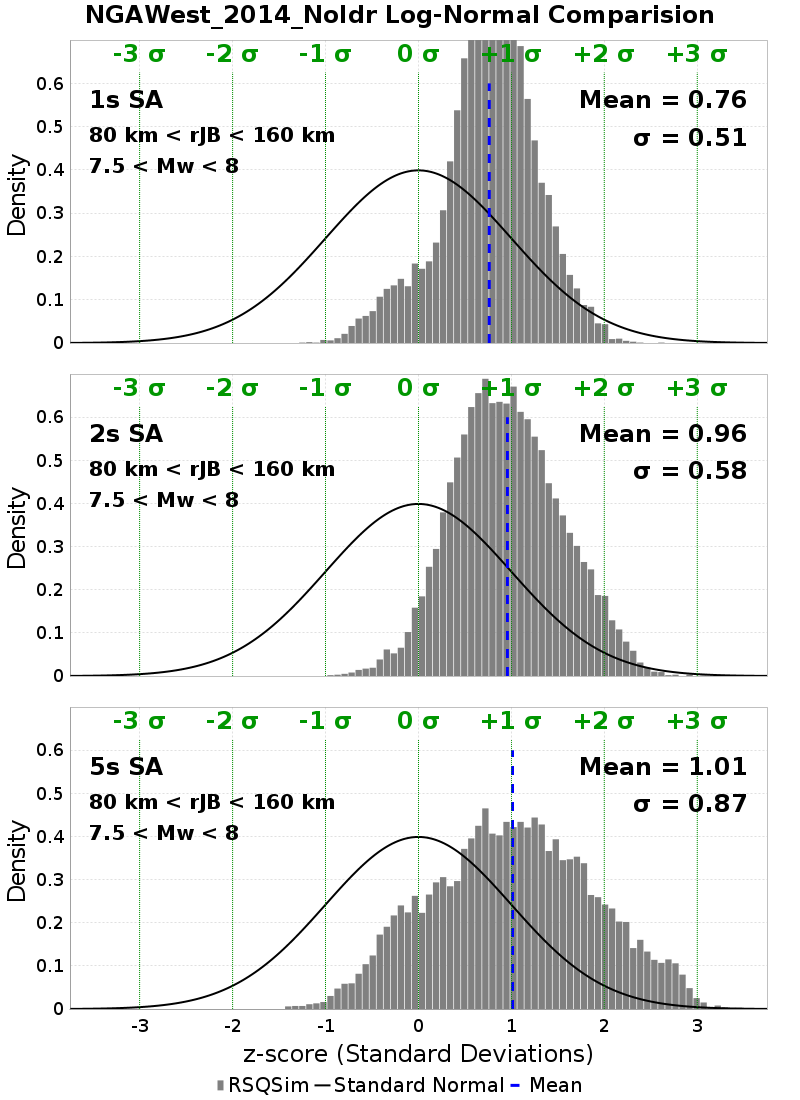 NGAWest_2014_NoIdr Log-Normal Comparision
-3 σ -2 σ -1 σ 0 σ +1 σ +2 σ +3 σ
1s SA
Mean = 0.76
80 km < rJB < 160 km
σ = 0.51
7.5 < Mw < 8
Density
0.6
0.5
0.4
0.3
0.2
0.1
0
-3 σ -2 σ -1 σ 0 σ +1 σ +2 σ +3 σ
2s SA
Mean = 0.96
80 km < rJB < 160 km
σ = 0.58
7.5 < Mw < 8
Density
0.6
0.5
0.4
0.3
0.2
0.1
0
-3 σ -2 σ -1 σ 0 σ +1 σ +2 σ +3 σ
5s SA
Mean = 1.01
80 km < rJB < 160 km
σ = 0.87
7.5 < Mw < 8
Density
0.6
0.5
0.4
0.3
0.2
0.1
0
-3 -2 -1 0 1 2 3
z-score (Standard Deviations)
RSQSim Standard Normal Mean